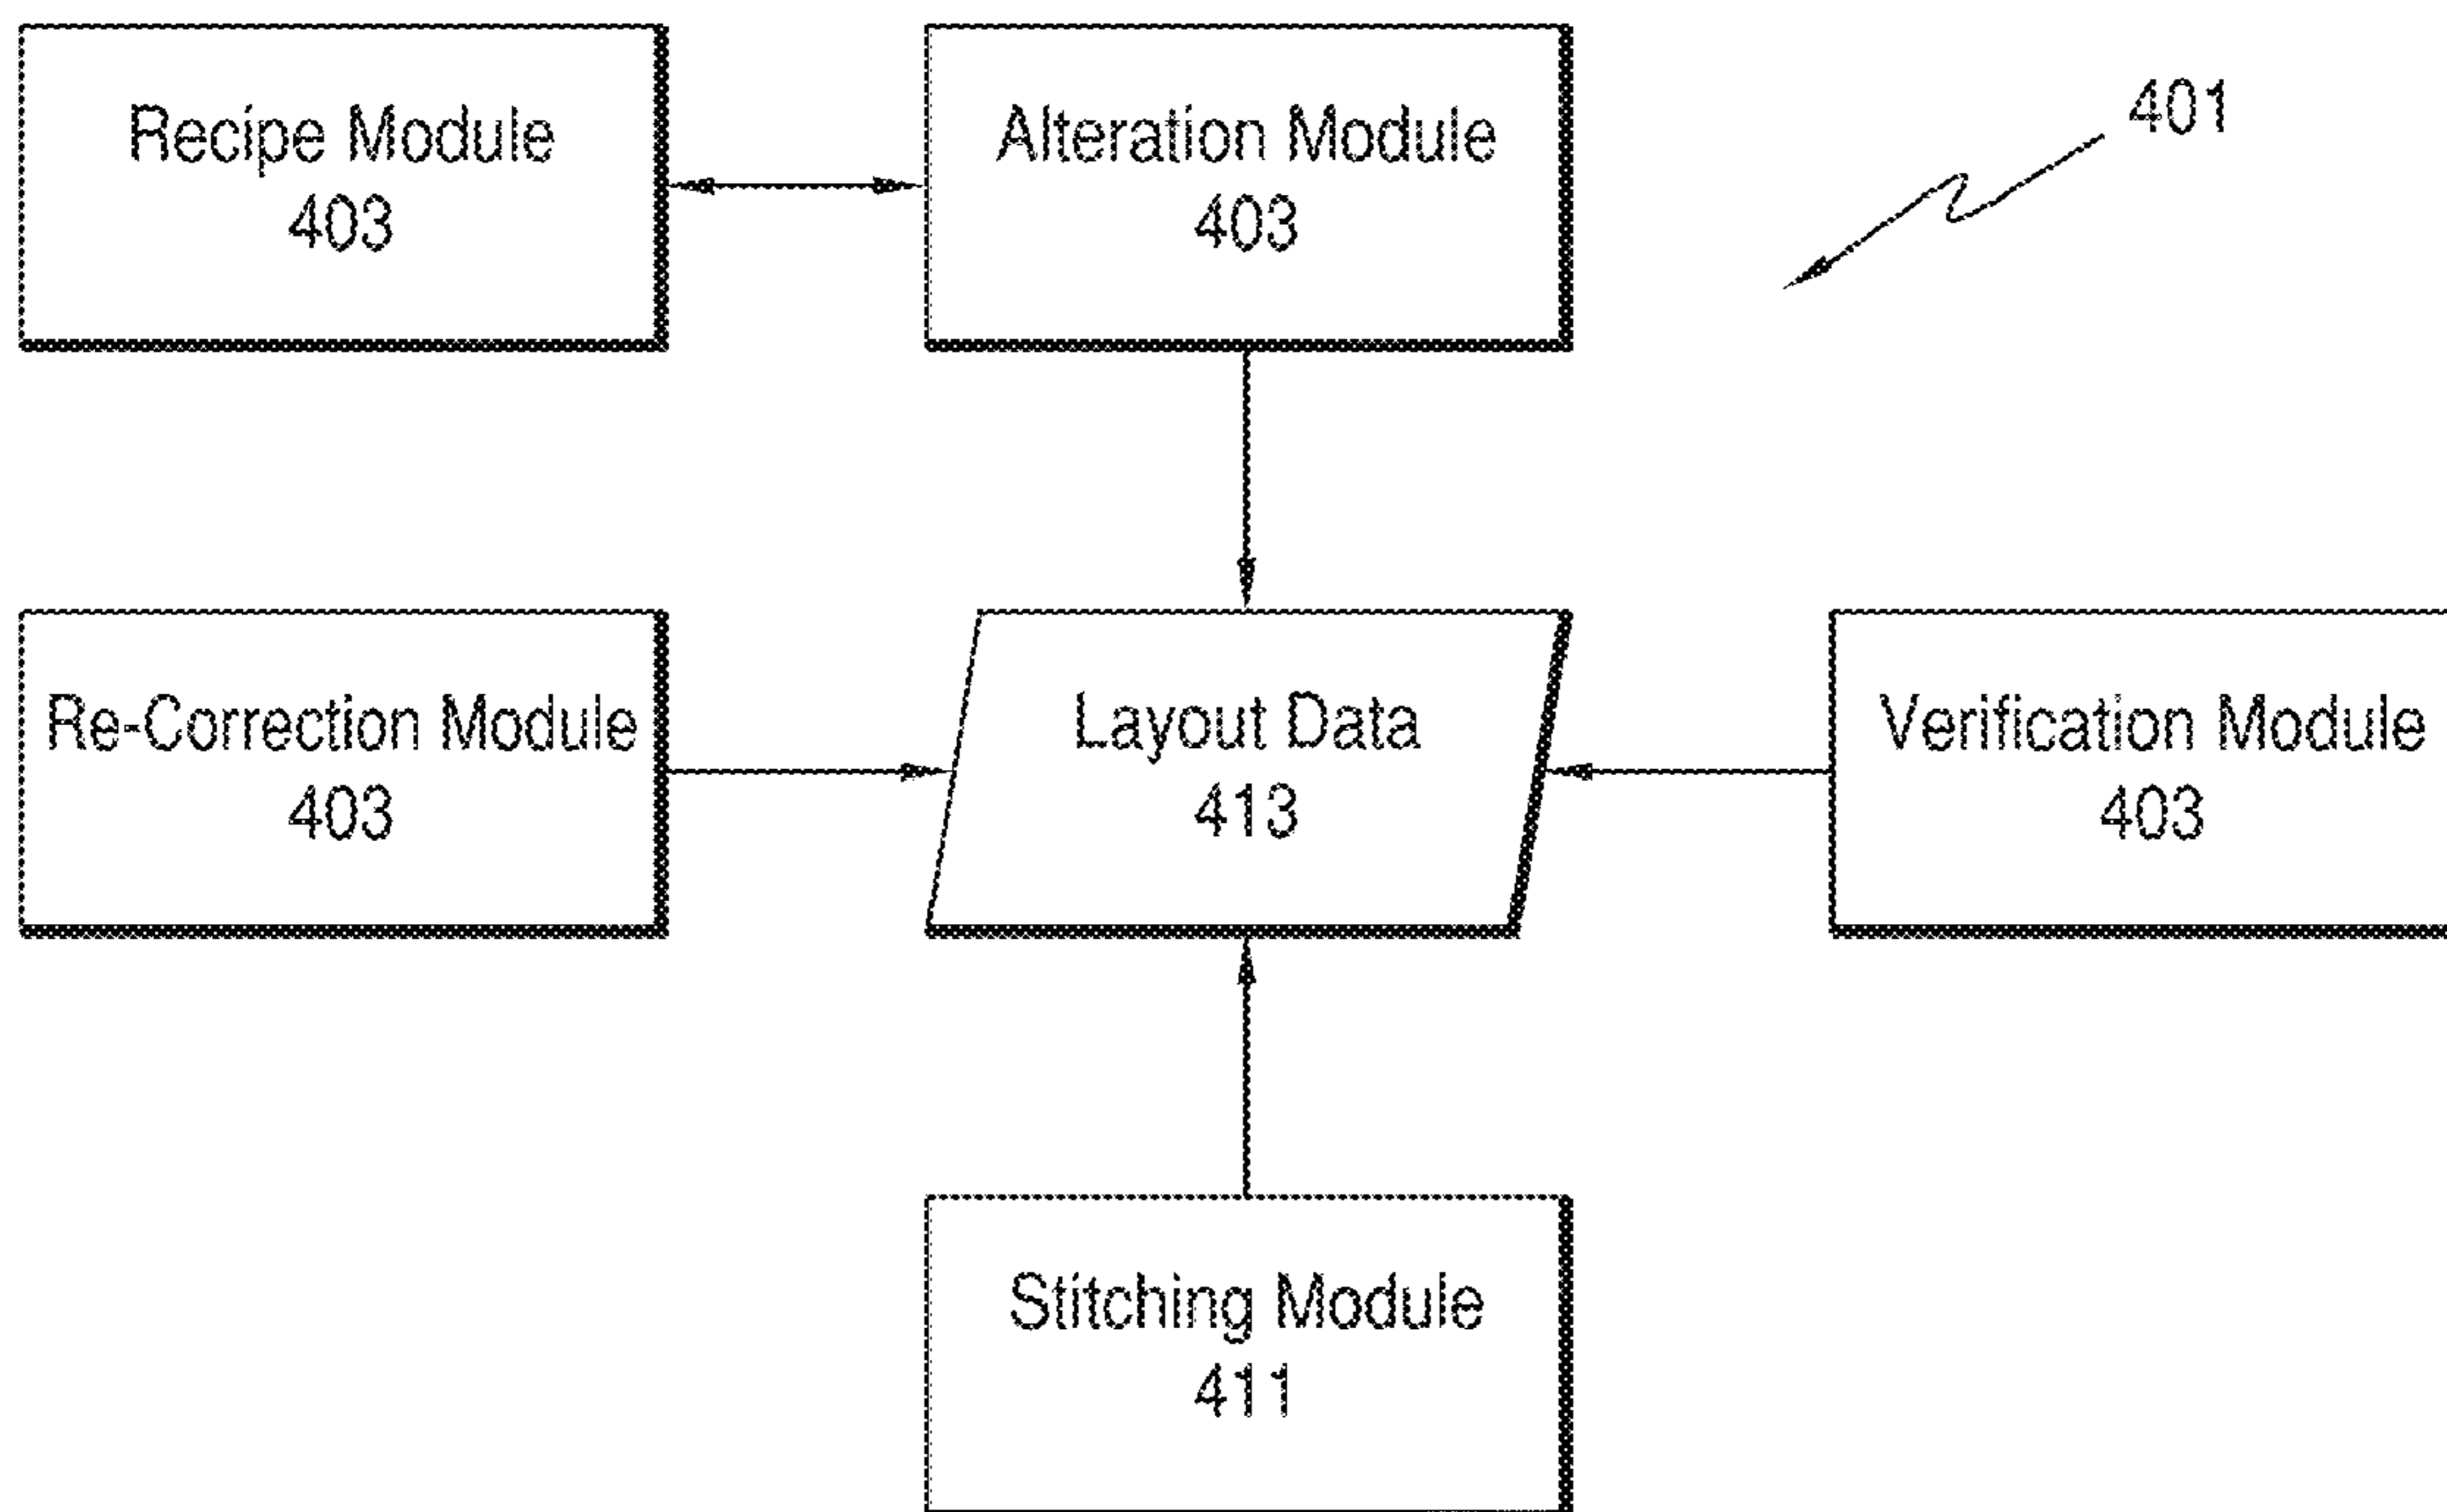 Recipe Module
403
Alteration Module
403
401
Re-Correction Module
403
Layout Data
413
Verification Module
403
Stitching Module
411